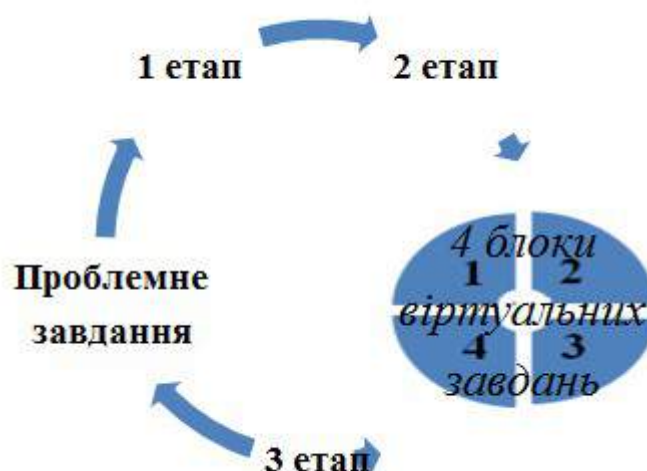 1 етап
2 етап
4 блоки
1 2
віртуальних
4 3
завдань
Проблемне
завдання
3 етап